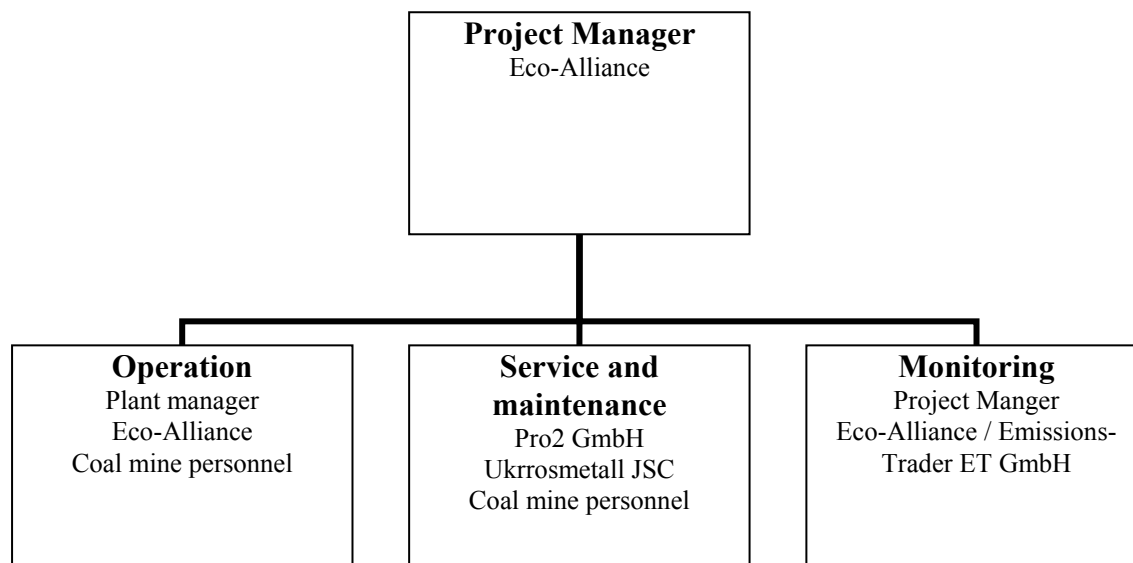 Project Manager
Eco-Alliance
Operation
Plant manager
Eco-Alliance
Coal mine personnel
Service and
maintenance
Pro2 GmbH
Ukrrosmetall JSC
Coal mine personnel
Monitoring
Project Manger
Eco-Alliance / Emissions-
Trader ET GmbH